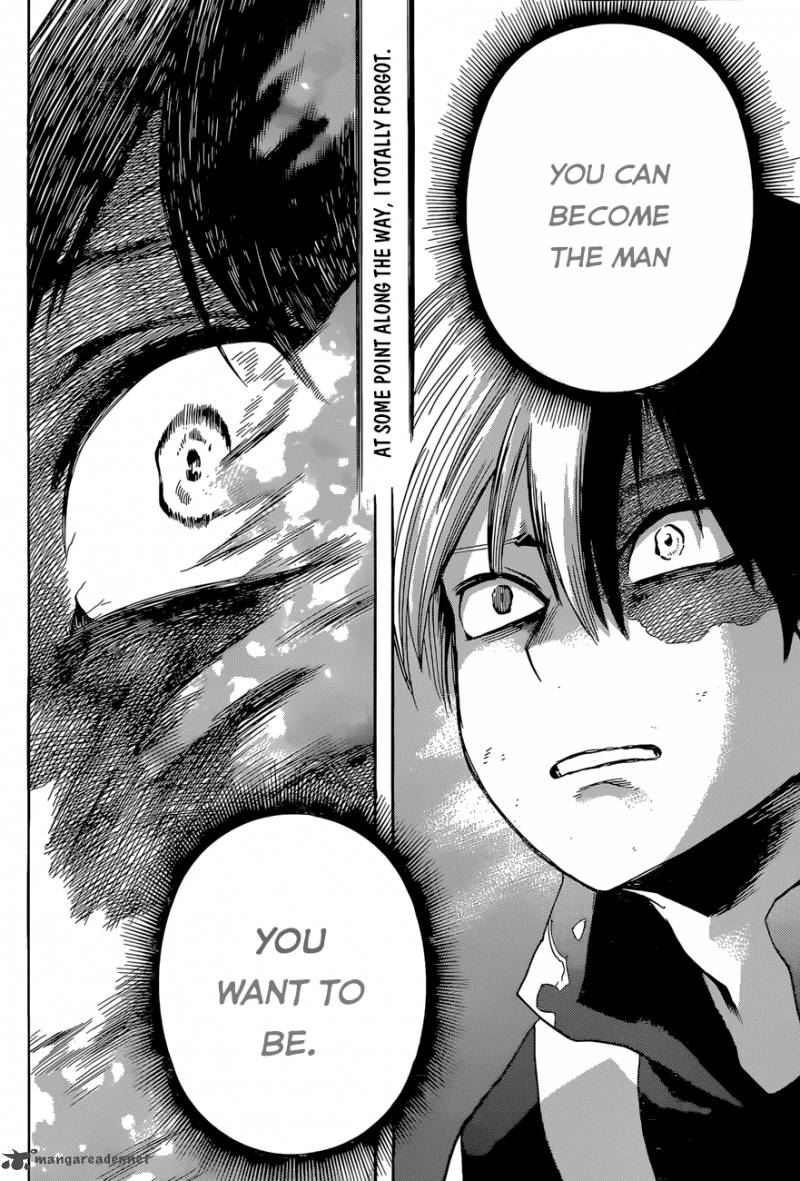 YOU CAN
BECOME
THE MAN
AT SOME POINT ALONG THE WAY, I TOTALLY FORGOT.
YOU
WANT TO
BE.
mangareader.net